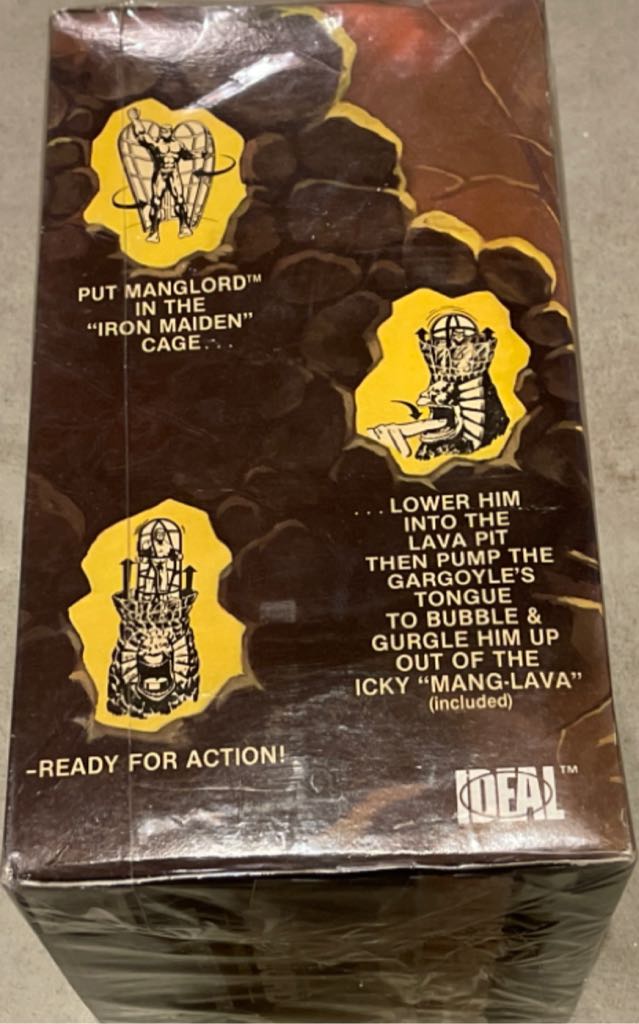 PUT MANGLORD™
IN THE
“IRON MAIDEN”
CAGE...
...LOWER HIM
INTO THE
LAVA PIT
THEN PUMP THE
GARGOYLE'S
TONGUE
TO BUBBLE &
GURGLE HIM UP
OUT OF THE
ICKY “MANG-LAVA”
(included)
–READY FOR ACTION!
IDEAL™